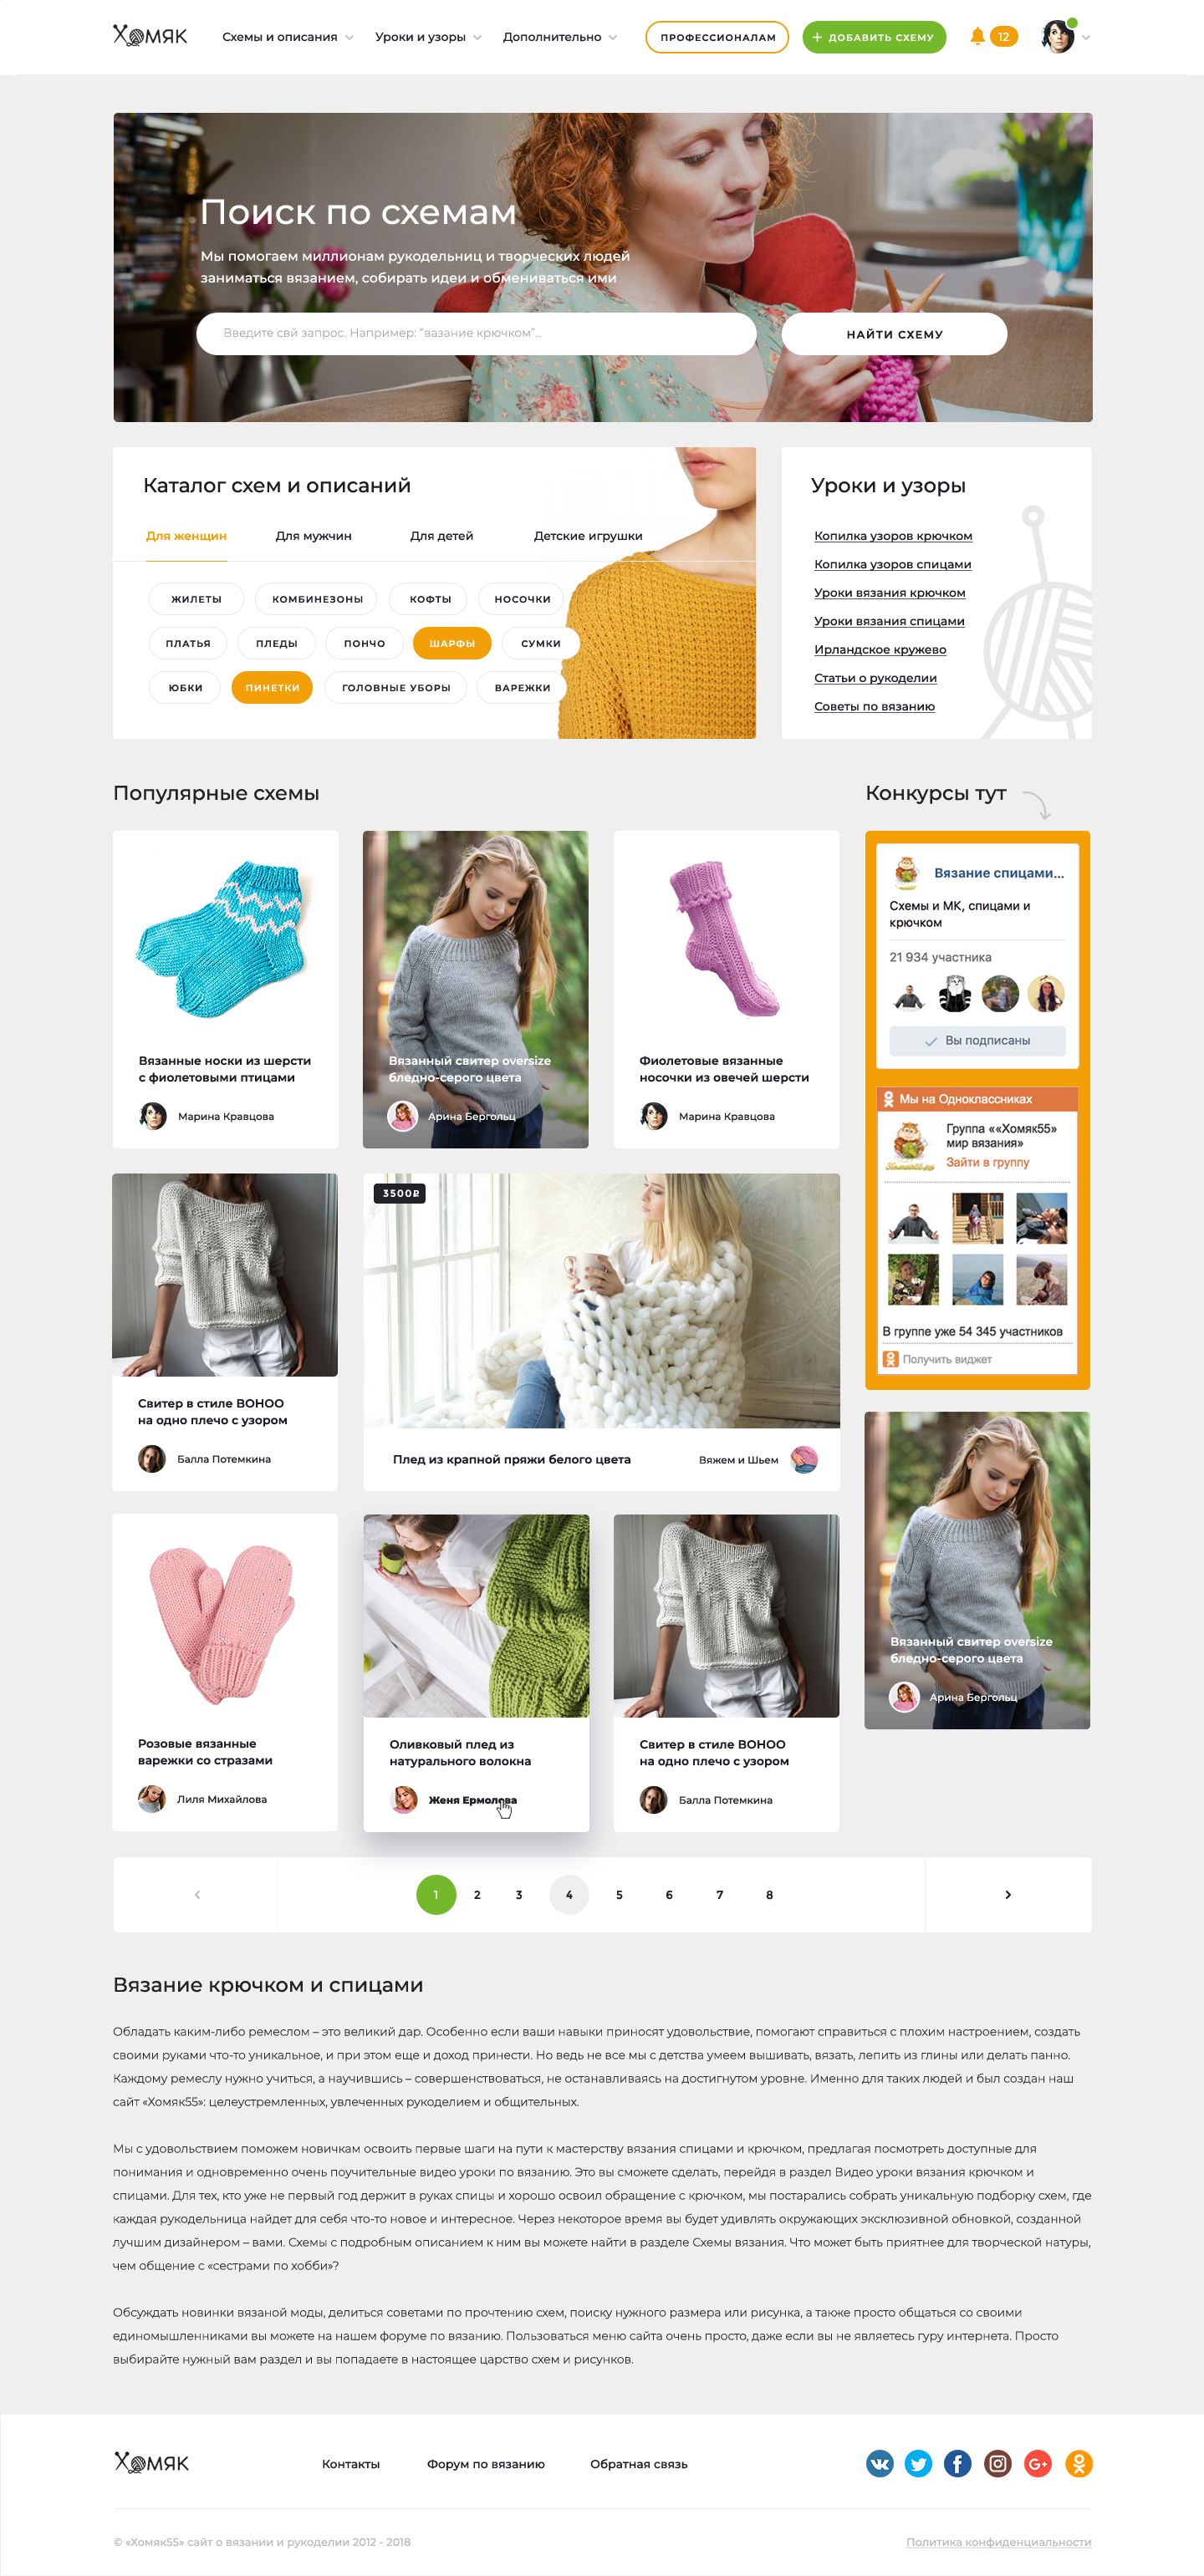 Хомяк
Схемы и описания
Уроки и узоры
Дополнительно
ПРОФЕССИОНАЛАМ
+ ДОБАВИТЬ СХЕМУ
12
Поиск по схемам
Мы помогаем миллионам рукодельниц и творческих людей
заниматься вязанием, собирать идеи и обмениваться ими
Введите свй запрос. Например: “вазание крючком”...
НАЙТИ СХЕМУ
Каталог схем и описаний
Для женщин
Для мужчин
Для детей
Детские игрушки
ЖИЛЕТЫ
КОМБИНЕЗОНЫ
КОФТЫ
НОСОЧКИ
ПЛАТЬЯ
ПЛЕДЫ
ПОНЧО
ШАРФЫ
СУМКИ
ЮБКИ
ПИНЕТКИ
ГОЛОВНЫЕ УБОРЫ
ВАРЕЖКИ
Уроки и узоры
Копилка узоров крючком
Копилка узоров спицами
Уроки вязания крючком
Уроки вязания спицами
Ирландское кружево
Статьи о рукоделии
Советы по вязанию
Популярные схемы
Вязанные носки из шерсти
с фиолетовыми птицами
Марина Кравцова
Вязанный свитер oversize
бледно-серого цвета
Арина Бергольц
Фиолетовые вязанные
носочки из овечей шерсти
Марина Кравцова
Свитер в стиле BOHOO
на одно плечо с узором
Балла Потемкина
3500₽
Плед из крапной пряжи белого цвета
Вяжем и Шьем
Розовые вязанные
варежки со стразами
Лиля Михайлова
Оливковый плед из
натурального волокна
Женя Ермолова
Свитер в стиле BOHOO
на одно плечо с узором
Балла Потемкина
Конкурсы тут
Вязание спицами...
Схемы и МК, спицами и
крючком
21 934 участника
Вы подписаны
Мы на Одноклассниках
Группа ««Хомяк55»
мир вязания»
Зайти в группу
В группе уже 54 345 участников
Получить виджет
Вязанный свитер oversize
бледно-серого цвета
Арина Бергольц
1 2 3 4 5 6 7 8
Вязание крючком и спицами
Обладать каким-либо ремеслом – это великий дар. Особенно если ваши навыки приносят удовольствие, помогают справиться с плохим настроением, создать
своими руками что-то уникальное, и при этом еще и доход принести. Но ведь не все мы с детства умеем вышивать, вязать, лепить из глины или делать панно.
Каждому ремеслу нужно учиться, а научившись – совершенствоваться, не останавливаясь на достигнутом уровне. Именно для таких людей и был создан наш
сайт «Хомяк55»: целеустремленных, увлеченных рукоделием и общительных.
Мы с удовольствием поможем новичкам освоить первые шаги на пути к мастерству вязания спицами и крючком, предлагая посмотреть доступные для
понимания и одновременно очень поучительные видео уроки по вязанию. Это вы сможете сделать, перейдя в раздел Видео уроки вязания крючком и
спицами. Для тех, кто уже не первый год держит в руках спицы и хорошо освоил обращение с крючком, мы постарались собрать уникальную подборку схем, где
каждая рукодельница найдет для себя что-то новое и интересное. Через некоторое время вы будет удивлять окружающих эксклюзивной обновкой, созданной
лучшим дизайнером – вами. Схемы с подробным описанием к ним вы можете найти в разделе Схемы вязания. Что может быть приятнее для творческой натуры,
чем общение с «сестрами по хобби»?
Обсуждать новинки вязаной моды, делиться советами по прочтению схем, поиску нужного размера или рисунка, а также просто общаться со своими
единомышленниками вы можете на нашем форуме по вязанию. Пользоваться меню сайта очень просто, даже если вы не являетесь гуру интернета. Просто
выбирайте нужный вам раздел и вы попадаете в настоящее царство схем и рисунков.
Хомяк
Контакты
Форум по вязанию
Обратная связь
© «Хомяк55» сайт о вязании и рукоделии 2012 - 2018
Политика конфиденциальности